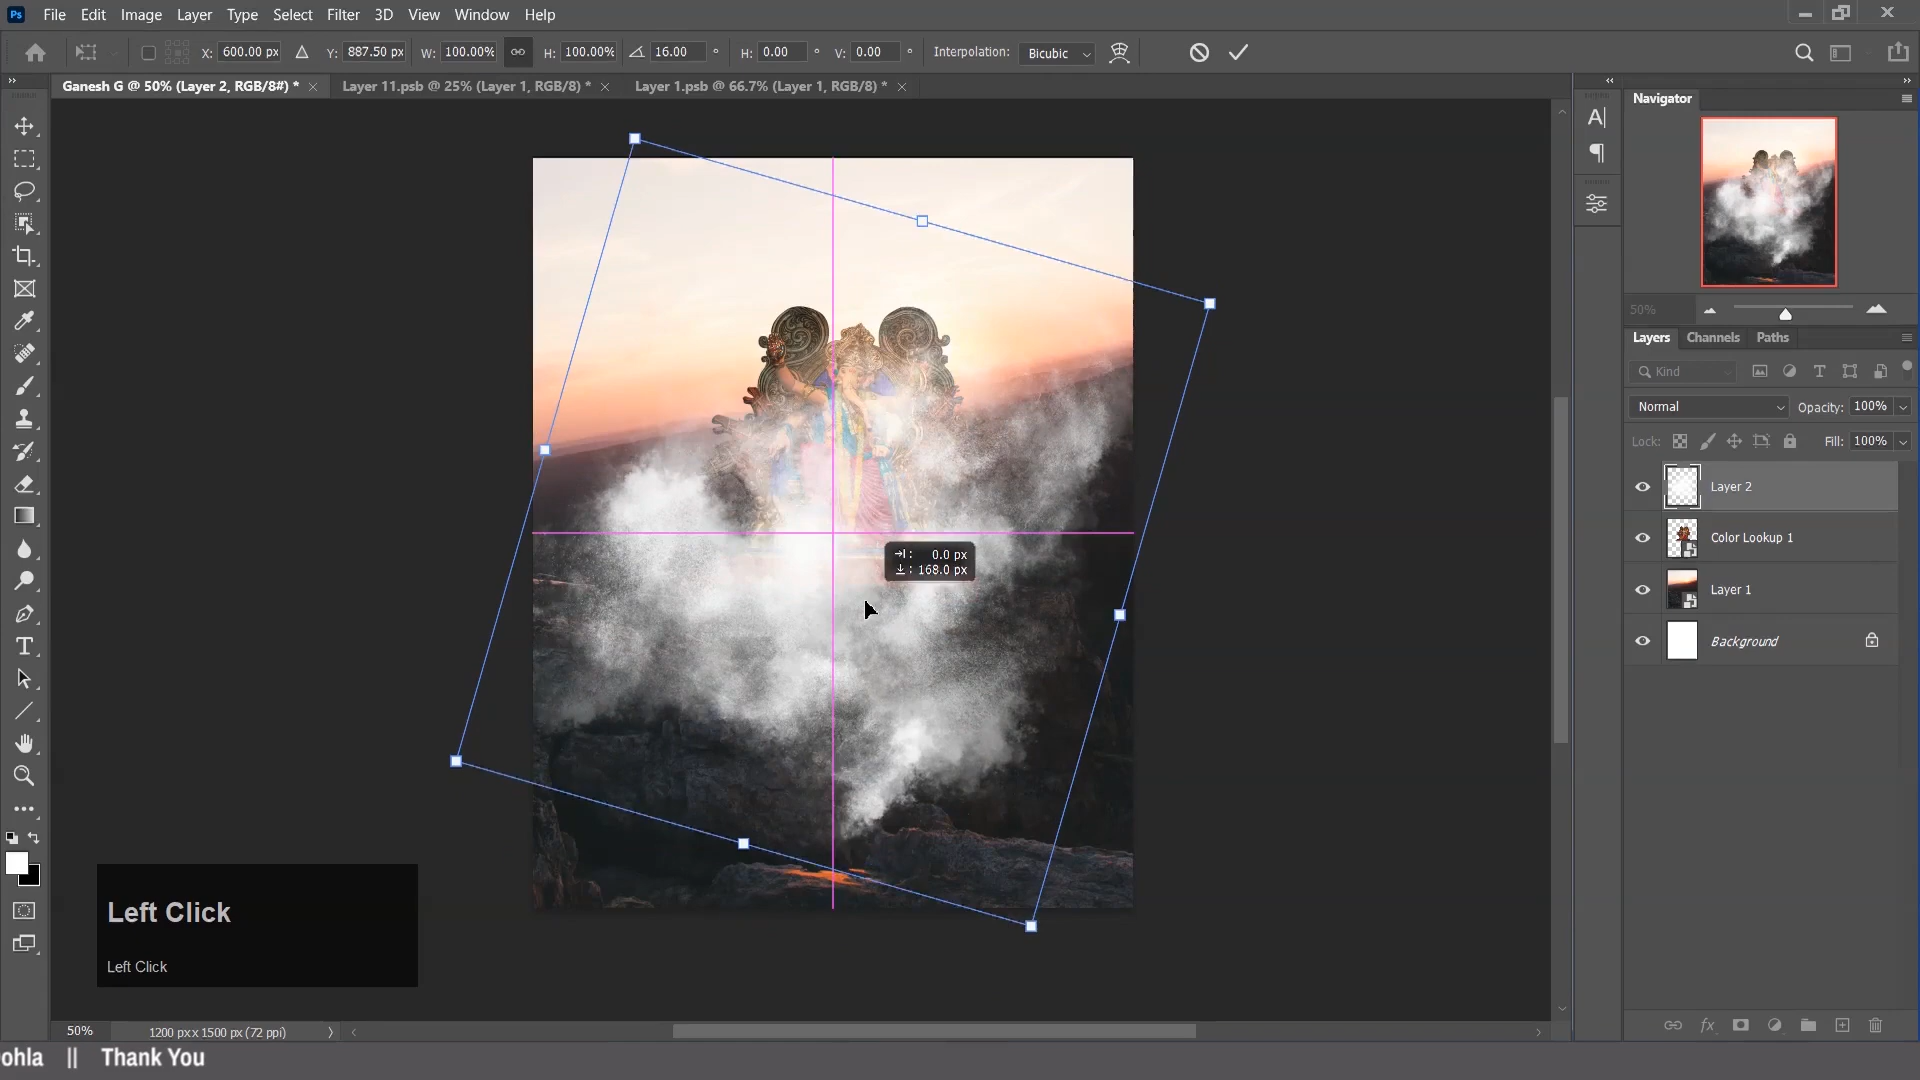 Ps File Edit Image Layer Type Select Filter 3D View Window Help
X: 600.00 px Y: 887.50 px W: 100.00% H: 100.00% 16.00 ° H: 0.00 ° V: 0.00 ° Interpolation: Bicubic
Ganesh G @ 50% (Layer 2, RGB/8#) * Layer 11.psb @ 25% (Layer 1, RGB/8) * Layer 1.psb @ 66.7% (Layer 1, RGB/8) *
Navigator
50%
Layers Channels Paths
Kind
Normal Opacity: 100%
Lock: Fill: 100%
Layer 2
Color Lookup 1
Layer 1
Background
: 0.0 px
: 168.0 px
Left Click
Left Click
50% 1200 px x 1500 px (72 ppi)
ohla || Thank You